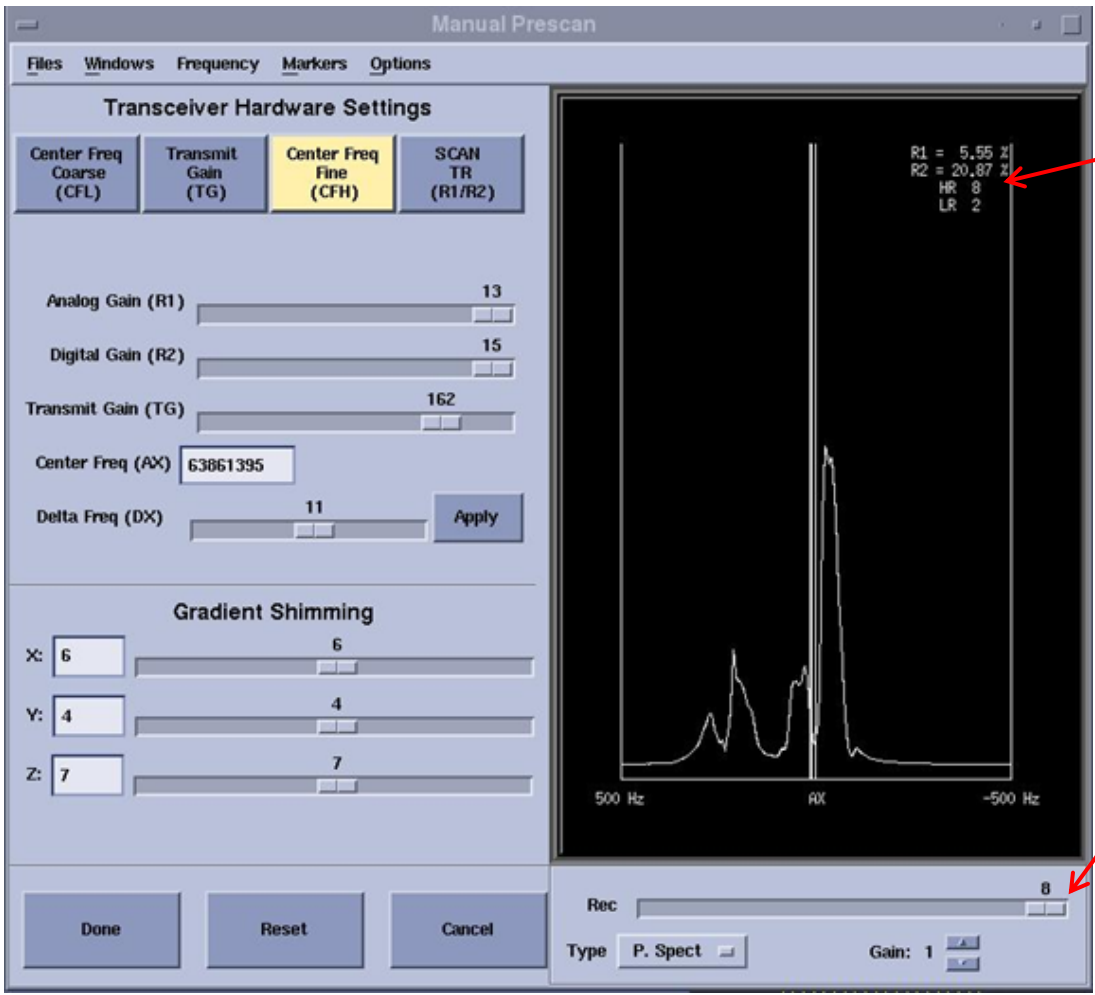 Manual Prescan
Files Windows Frequency Markers Options
Transceiver Hardware Settings
Center Freq
Coarse
(CFL)
Transmit
Gain
(TG)
Center Freq
Fine
(CFH)
SCAN
TR
(R1/R2)
13
Analog Gain (R1)
15
Digital Gain (R2)
162
Transmit Gain (TG)
Center Freq (AX) 63861395
11
Delta Freq (DX) Apply
Gradient Shimming
6
X: 6
4
Y: 4
7
Z: 7
Done Reset Cancel
R1 = 5.55 %
R2 = 20.87 %
HR 8
LR 2
500 Hz AX -500 Hz
8
Rec
Type P. Spect Gain: 1